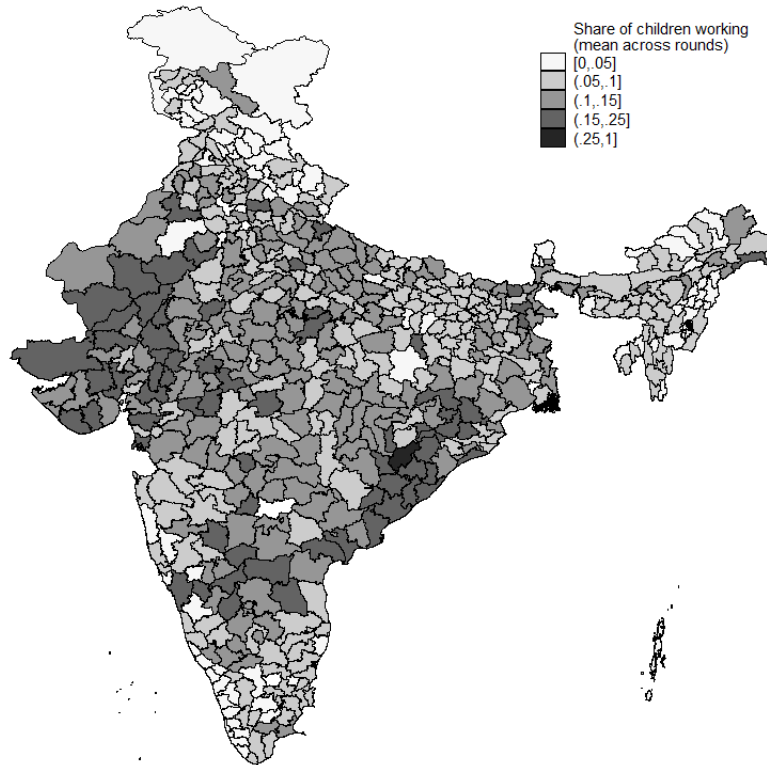 Share of children working
(mean across rounds)
[0,.05]
(.05,.1]
(.1,.15]
(.15,.25]
(.25,1]